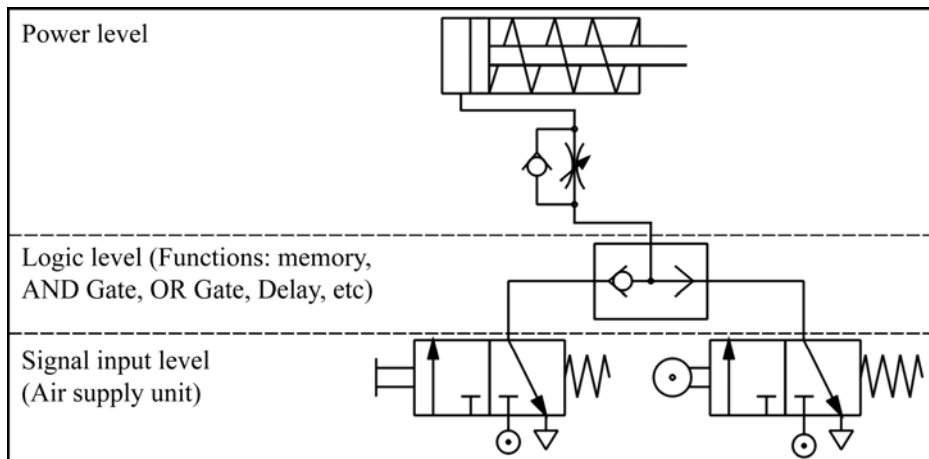 Power level
Logic level (Functions: memory,
AND Gate, OR Gate, Delay, etc)
Signal input level
(Air supply unit)